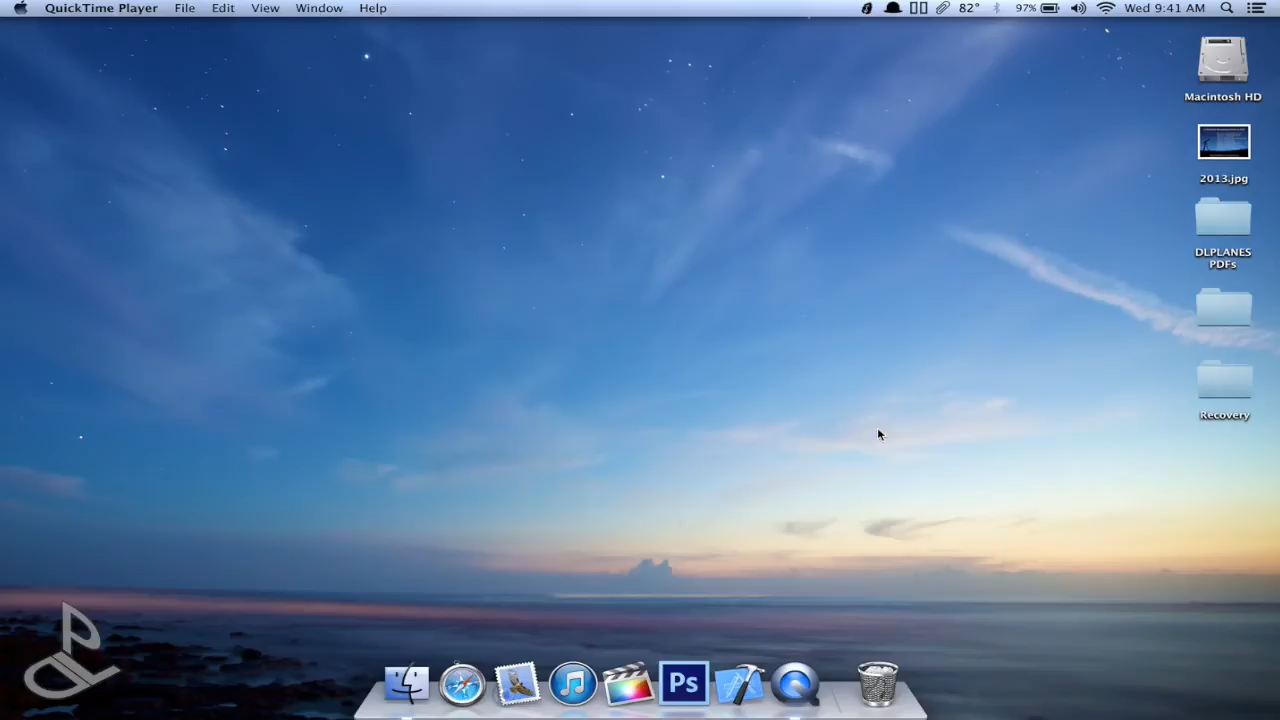 QuickTime Player File Edit View Window Help 82° 97% Wed 9:41 AM
Macintosh HD
2013.jpg
DLPLANES
PDFs
Recovery
Ps